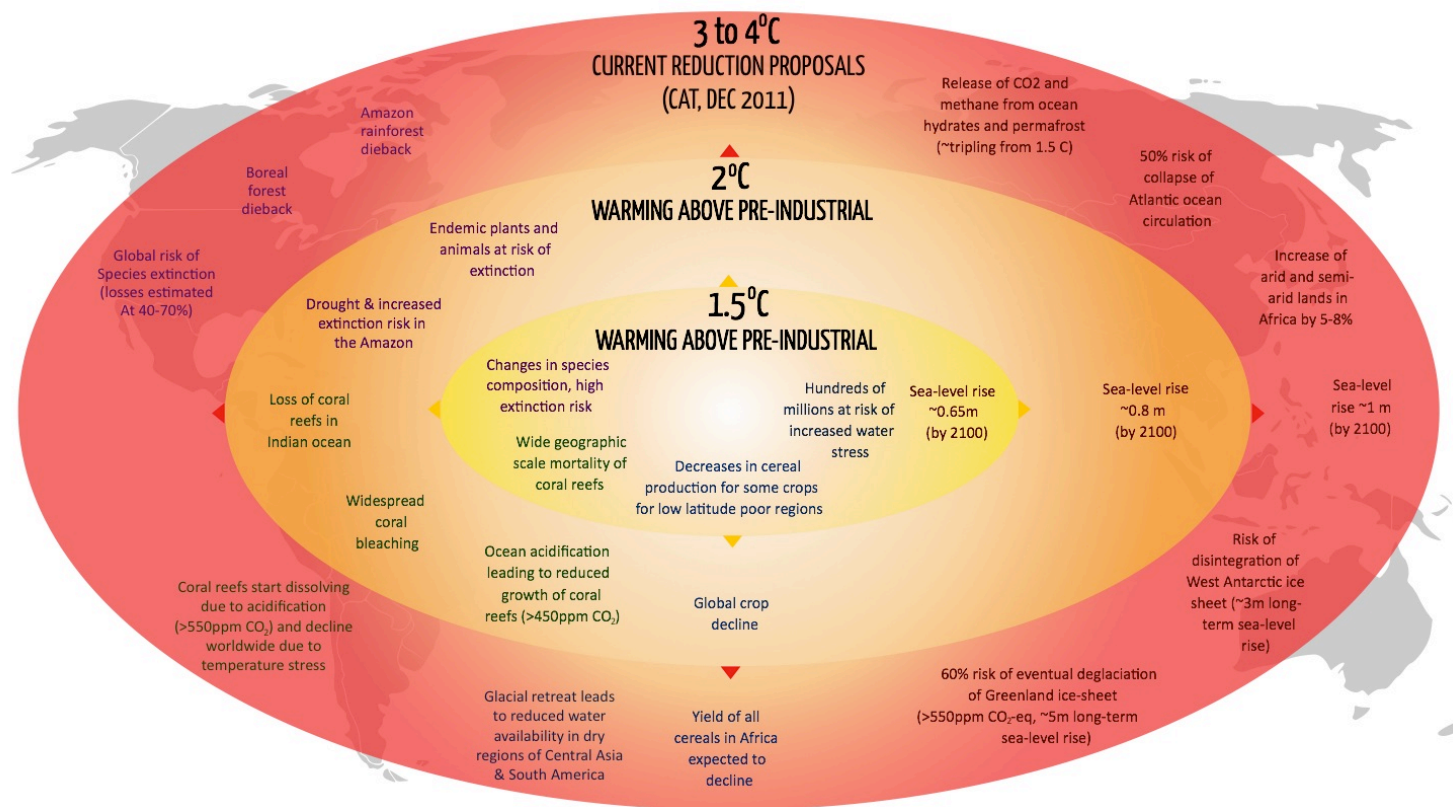 3 to 4⁰C
CURRENT REDUCTION PROPOSALS
(CAT, DEC 2011)
Amazon
rainforest
dieback
Boreal
forest
dieback
Global risk of
Species extinction
(losses estimated
At 40-70%)
Release of CO2 and
methane from ocean
hydrates and permafrost
(~tripling from 1.5 C)
50% risk of
collapse of
Atlantic ocean
circulation
Increase of
arid and semi-
arid lands in
Africa by 5-8%
2⁰C
WARMING ABOVE PRE-INDUSTRIAL
Endemic plants and
animals at risk of
extinction
Drought & increased
extinction risk in
the Amazon
1.5⁰C
WARMING ABOVE PRE-INDUSTRIAL
Changes in species
composition, high
extinction risk
Hundreds of
millions at risk of
increased water
stress
Sea-level rise
~0.65m
(by 2100)
Sea-level rise
~0.8 m
(by 2100)
Sea-level
rise ~1 m
(by 2100)
Loss of coral
reefs in
Indian ocean
Wide geographic
scale mortality of
coral reefs
Decreases in cereal
production for some crops
for low latitude poor regions
Widespread
coral
bleaching
Ocean acidification
leading to reduced
growth of coral
reefs (>450ppm CO₂)
Global crop
decline
Risk of
disintegration of
West Antarctic ice
sheet (~3m long-
term sea-level
rise)
Coral reefs start dissolving
due to acidification
(>550ppm CO₂) and decline
worldwide due to
temperature stress
Glacial retreat leads
to reduced water
availability in dry
regions of Central Asia
& South America
Yield of all
cereals in Africa
expected to
decline
60% risk of eventual deglaciation
of Greenland ice-sheet
(>550ppm CO₂-eq, ~5m long-term
sea-level rise)